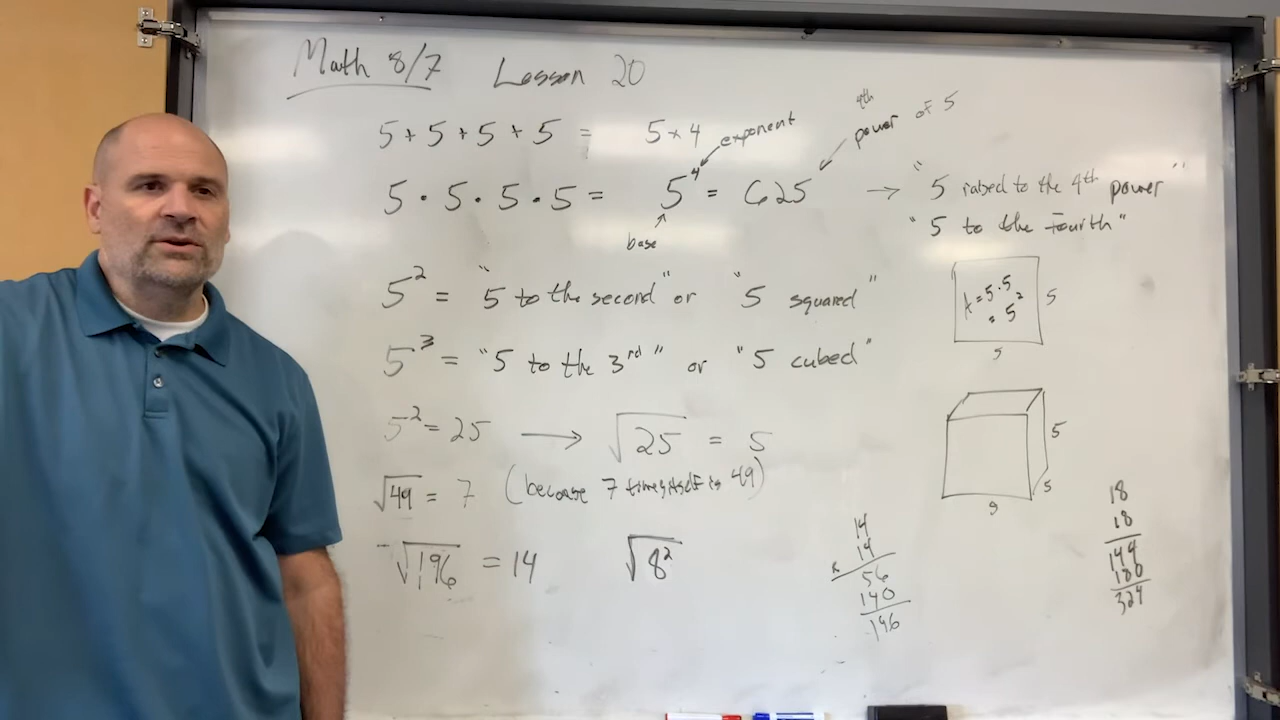 Math 8/7 Lesson 20
5 + 5 + 5 + 5 = 5 × 4
exponent
4th power of 5
5 · 5 · 5 · 5 = 5⁴ = 625 → "5 raised to the 4th power"
"5 to the Fourth"
base
5² = "5 to the second" or "5 squared"
A = 5·5
= 5²
5
5
5³ = "5 to the 3rd" or "5 cubed"
5² = 25 → √25 = 5
5
5
5
√49 = 7 (because 7 times itself is 49)
√196 = 14 √8²
14
× 14
56
140
196
18
18
144
180
324